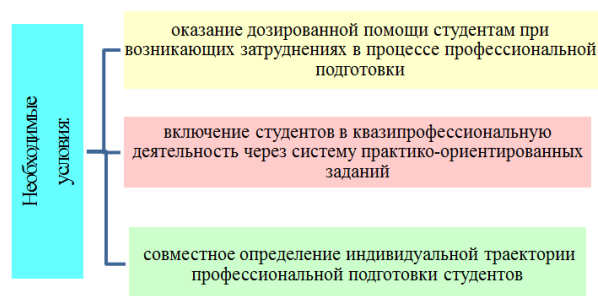 Необходимые
условия:
оказание дозированной помощи студентам при
возникающих затруднениях в процессе профессиональной
подготовки
включение студентов в квазипрофессиональную
деятельность через систему практико-ориентированных
заданий
совместное определение индивидуальной траектории
профессиональной подготовки студентов